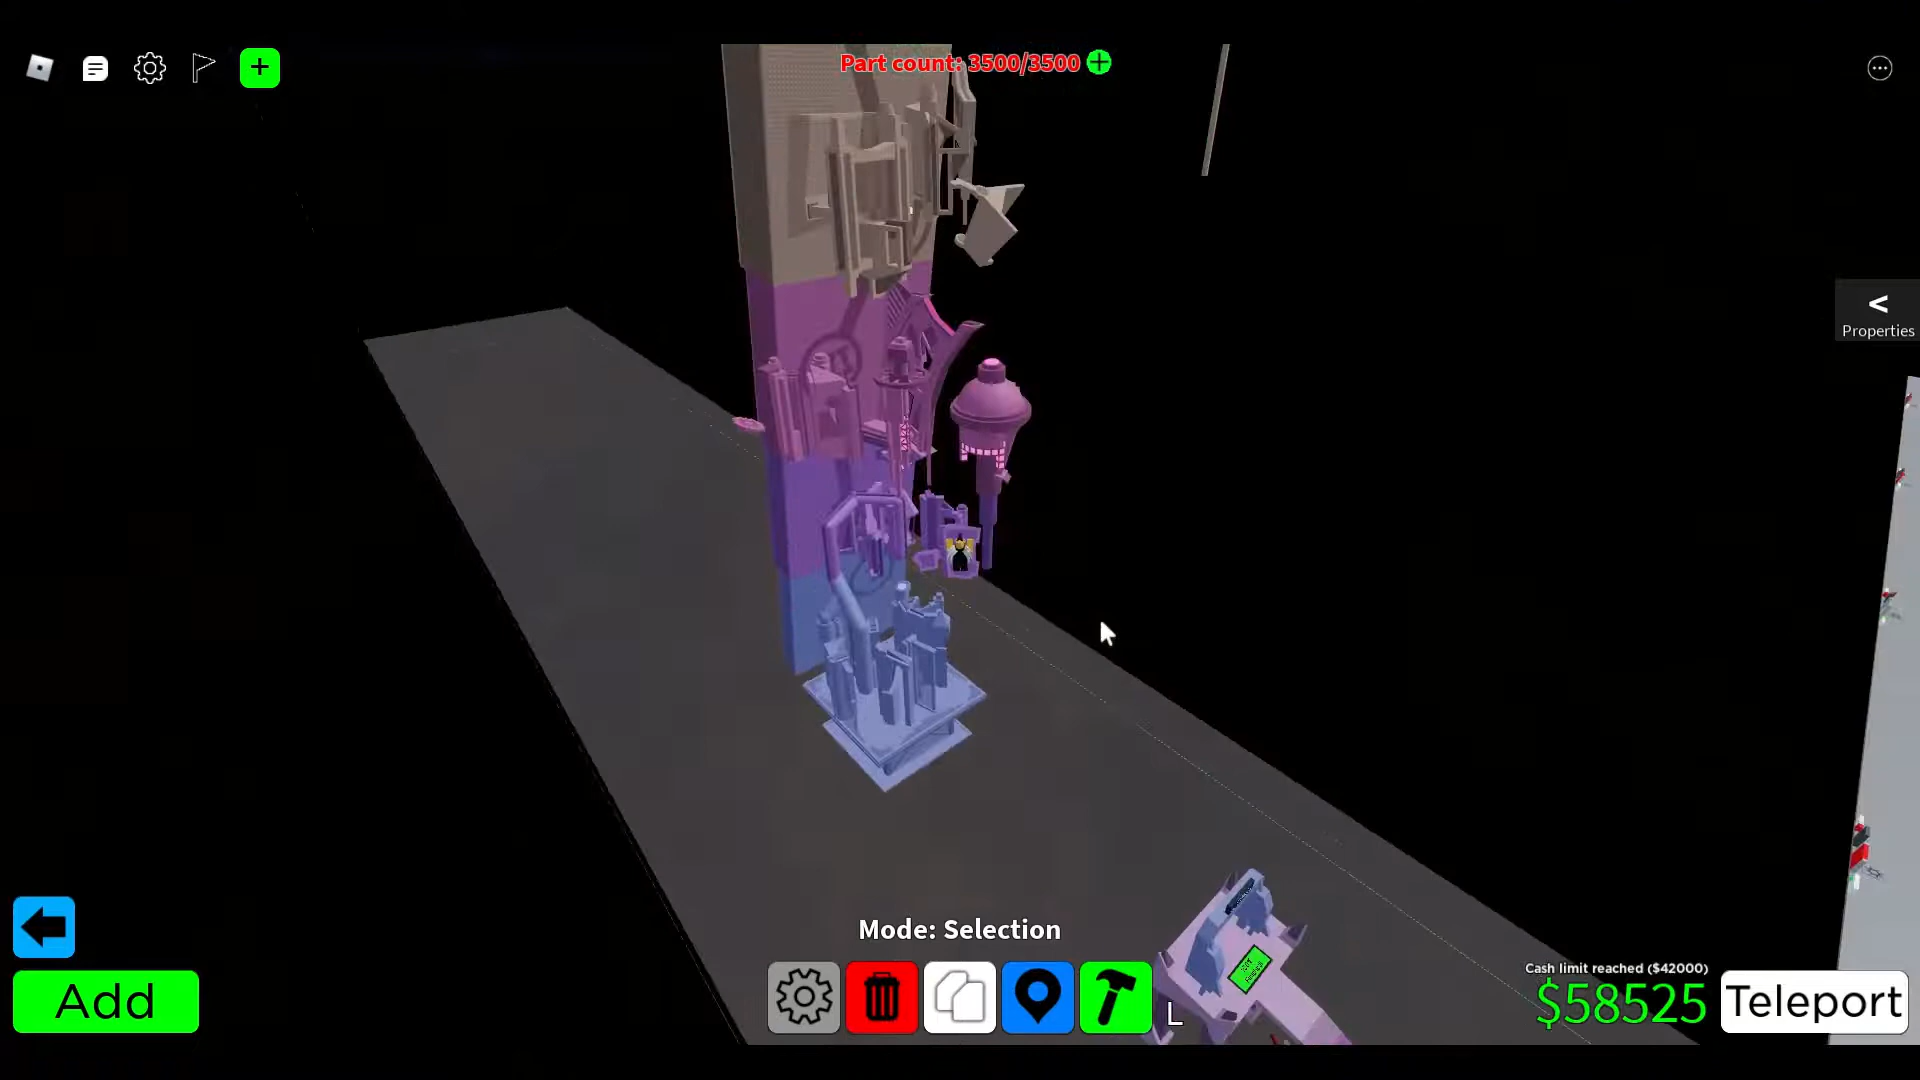 Part count: 3500/3500
<
Properties
Mode: Selection
Cash limit reached ($42000)
Add
L
$58525
Teleport